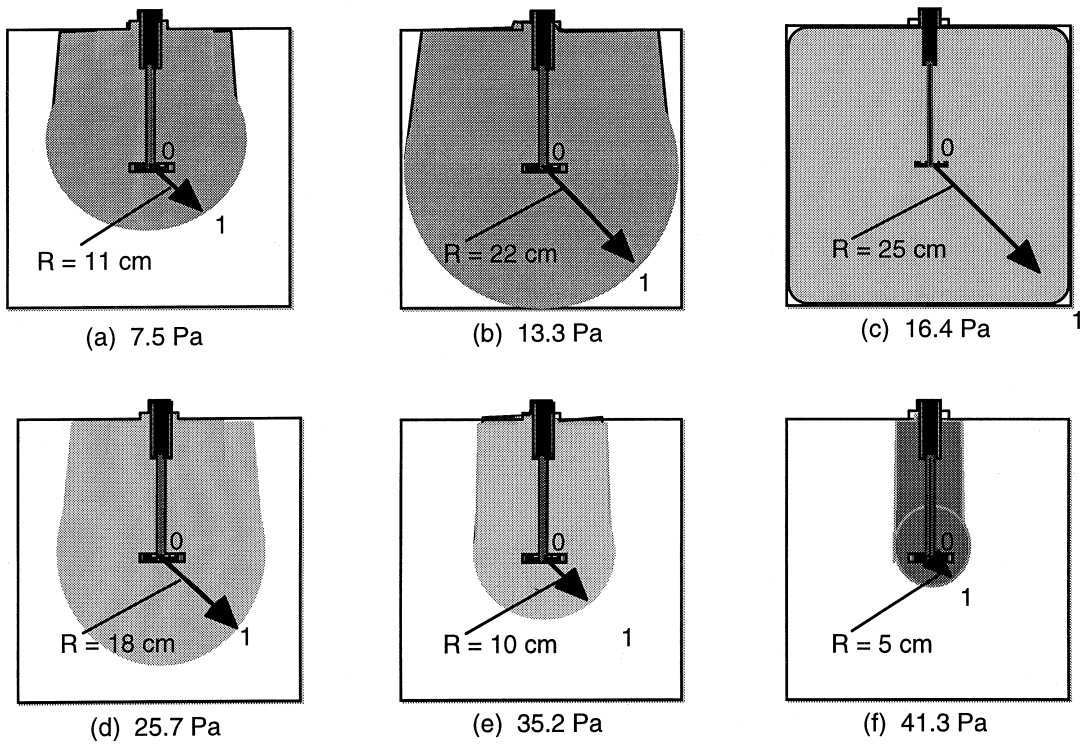 0
1
R = 11 cm
(a) 7.5 Pa
0
R = 22 cm
1
(b) 13.3 Pa
0
R = 25 cm
1
(c) 16.4 Pa
0
R = 18 cm
1
(d) 25.7 Pa
0
R = 10 cm
1
(e) 35.2 Pa
0
1
R = 5 cm
(f) 41.3 Pa